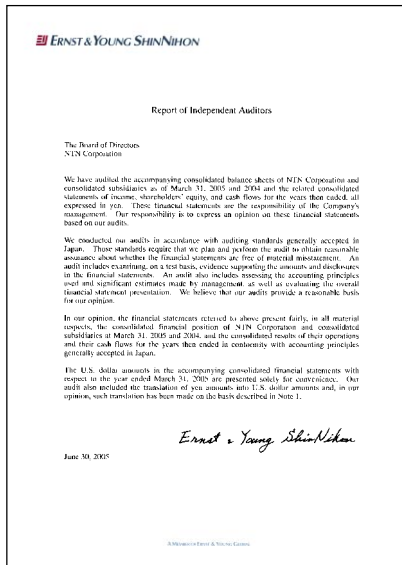 ERNST & YOUNG SHINNIHON
Report of Independent Auditors
The Board of Directors
NTN Corporation
We have audited the accompanying consolidated balance sheets of NTN Corporation and
consolidated subsidiaries as of March 31, 2005 and 2004 and the related consolidated
statements of income, shareholders' equity, and cash flows for the years then ended, all
expressed in yen. These financial statements are the responsibility of the Company's
management. Our responsibility is to express an opinion on these financial statements
based on our audits.
We conducted our audits in accordance with auditing standards generally accepted in
Japan. Those standards require that we plan and perform the audit to obtain reasonable
assurance about whether the financial statements are free of material misstatement. An
audit includes examining, on a test basis, evidence supporting the amounts and disclosures
in the financial statements. An audit also includes assessing the accounting principles
used and significant estimates made by management, as well as evaluating the overall
financial statement presentation. We believe that our audits provide a reasonable basis
for our opinion.
In our opinion, the financial statements referred to above present fairly, in all material
respects, the consolidated financial position of NTN Corporation and consolidated
subsidiaries at March 31, 2005 and 2004, and the consolidated results of their operations
and their cash flows for the years then ended in conformity with accounting principles
generally accepted in Japan.
The U.S. dollar amounts in the accompanying consolidated financial statements with
respect to the year ended March 31, 2005 are presented solely for convenience. Our
audit also included the translation of yen amounts into U.S. dollar amounts and, in our
opinion, such translation has been made on the basis described in Note 1.
Ernst & Young ShinNihon
June 30, 2005
A MEMBER OF ERNST & YOUNG GLOBAL